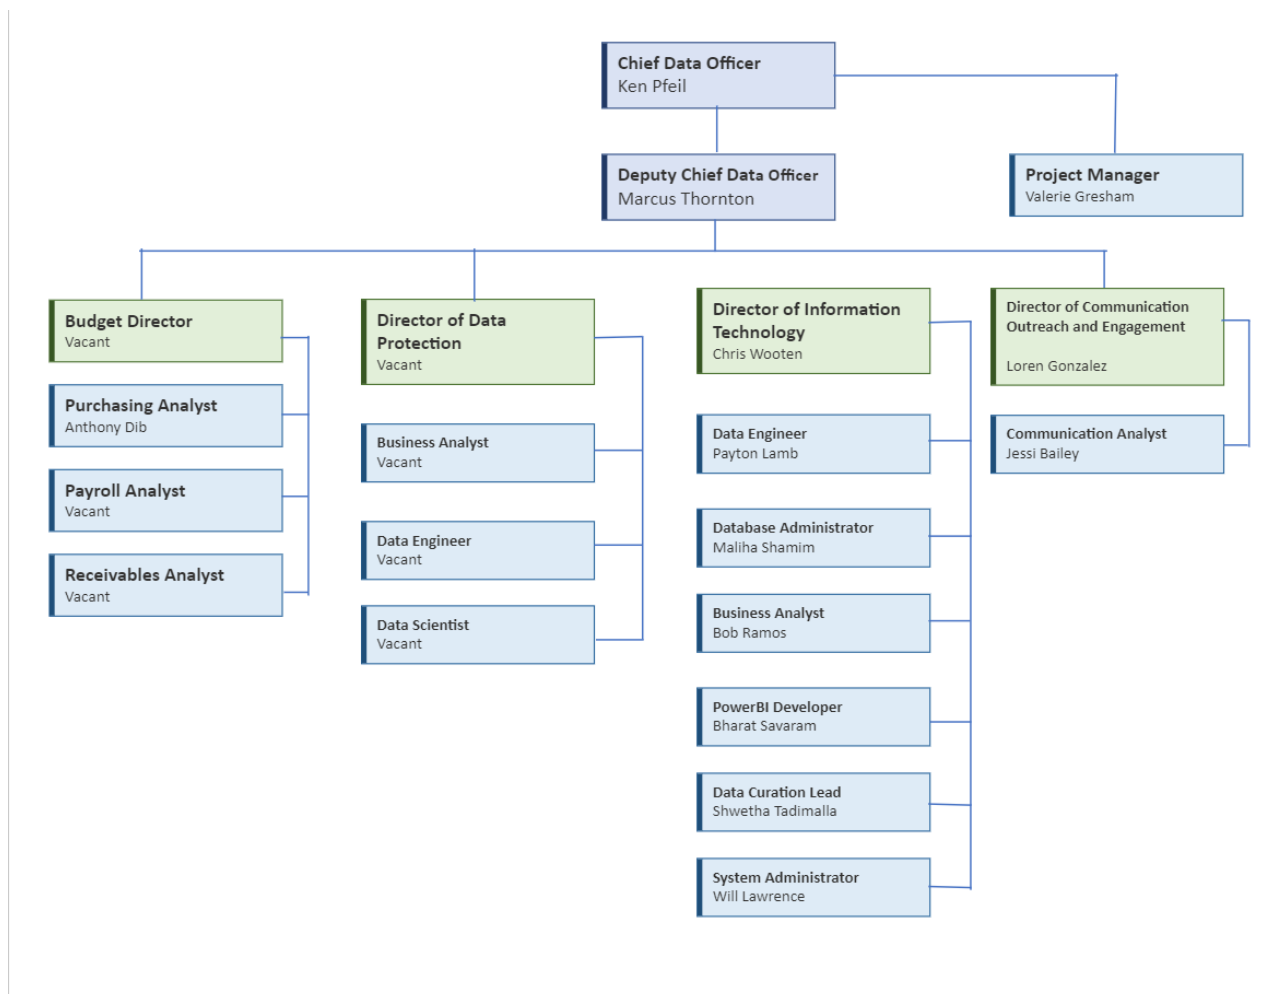 Chief Data Officer
Ken Pfeil
Deputy Chief Data Officer
Marcus Thornton
Project Manager
Valerie Gresham
Budget Director
Vacant
Purchasing Analyst
Anthony Dib
Payroll Analyst
Vacant
Receivables Analyst
Vacant
Director of Data
Protection
Vacant
Business Analyst
Vacant
Data Engineer
Vacant
Data Scientist
Vacant
Director of Information
Technology
Chris Wooten
Data Engineer
Payton Lamb
Database Administrator
Maliha Shamim
Business Analyst
Bob Ramos
PowerBI Developer
Bharat Savaram
Data Curation Lead
Shwetha Tadimalla
System Administrator
Will Lawrence
Director of Communication
Outreach and Engagement
Loren Gonzalez
Communication Analyst
Jessi Bailey